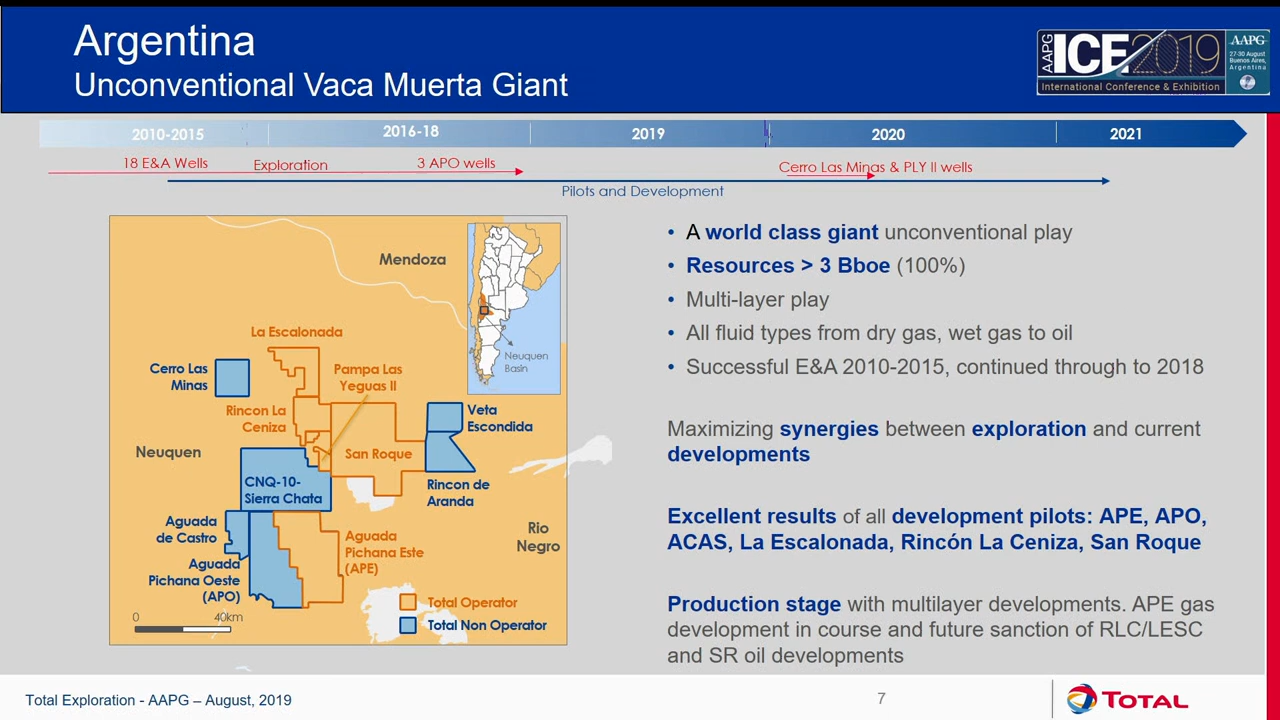 Argentina
Unconventional Vaca Muerta Giant
AAPG ICE 2019
International Conference & Exhibition
AAPG
27-30 August
Buenos Aires,
Argentina
2010-2015
2016-18
2019
2020
2021
18 E&A Wells
Exploration
3 APO wells
Cerro Las Minas & PLY II wells
Pilots and Development
Mendoza
La Escalonada
Cerro Las
Minas
Pampa Las
Yeguas II
Rincon La
Ceniza
Neuquen
Basin
Veta
Escondida
Neuquen
San Roque
CNQ-10-
Sierra Chata
Rincon de
Aranda
Aguada
de Castro
Aguada
Pichana Oeste
(APO)
Aguada
Pichana Este
(APE)
Rio
Negro
Total Operator
Total Non Operator
0
40km
• A world class giant unconventional play
• Resources > 3 Bboe (100%)
• Multi-layer play
• All fluid types from dry gas, wet gas to oil
• Successful E&A 2010-2015, continued through to 2018
Maximizing synergies between exploration and current
developments
Excellent results of all development pilots: APE, APO,
ACAS, La Escalonada, Rincón La Ceniza, San Roque
Production stage with multilayer developments. APE gas
development in course and future sanction of RLC/LESC
and SR oil developments
Total Exploration - AAPG – August, 2019
7
TOTAL